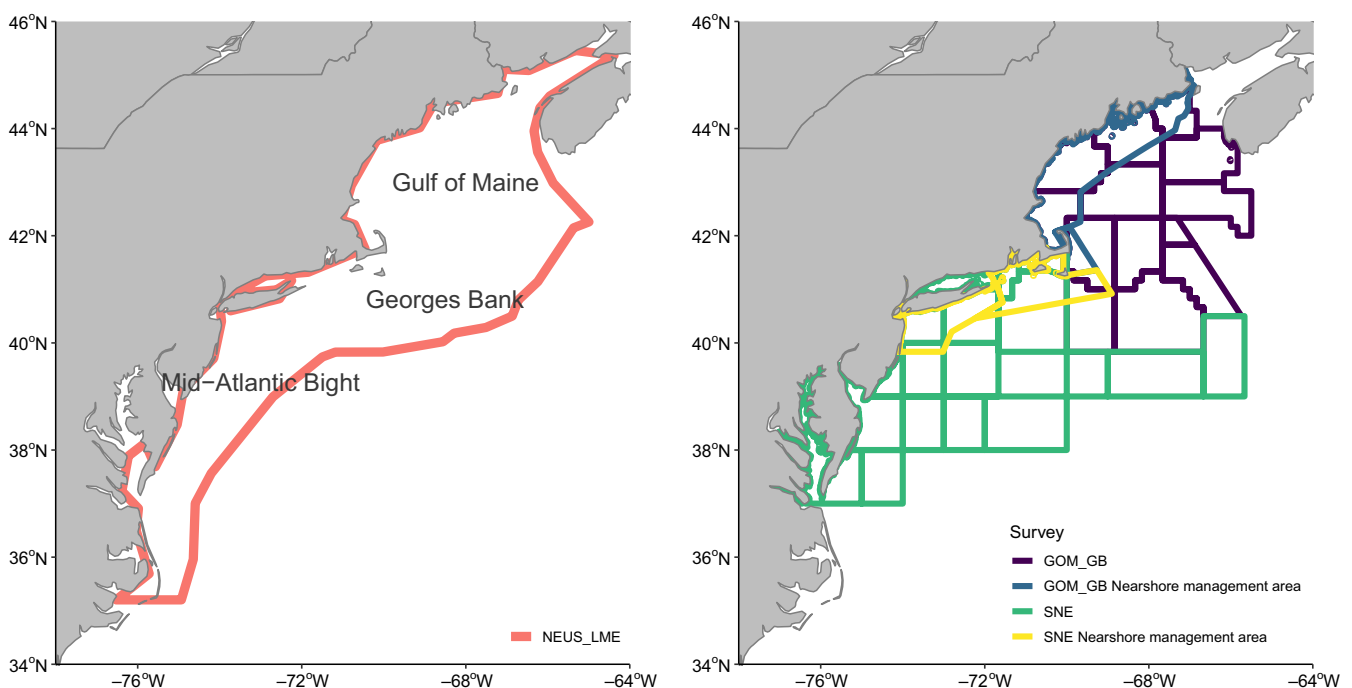 46°N
44°N
42°N
40°N
38°N
36°N
34°N
−76°W
−72°W
−68°W
−64°W
Gulf of Maine
Georges Bank
Mid−Atlantic Bight
NEUS_LME
46°N
44°N
42°N
40°N
38°N
36°N
34°N
−76°W
−72°W
−68°W
−64°W
Survey
GOM_GB
GOM_GB Nearshore management area
SNE
SNE Nearshore management area